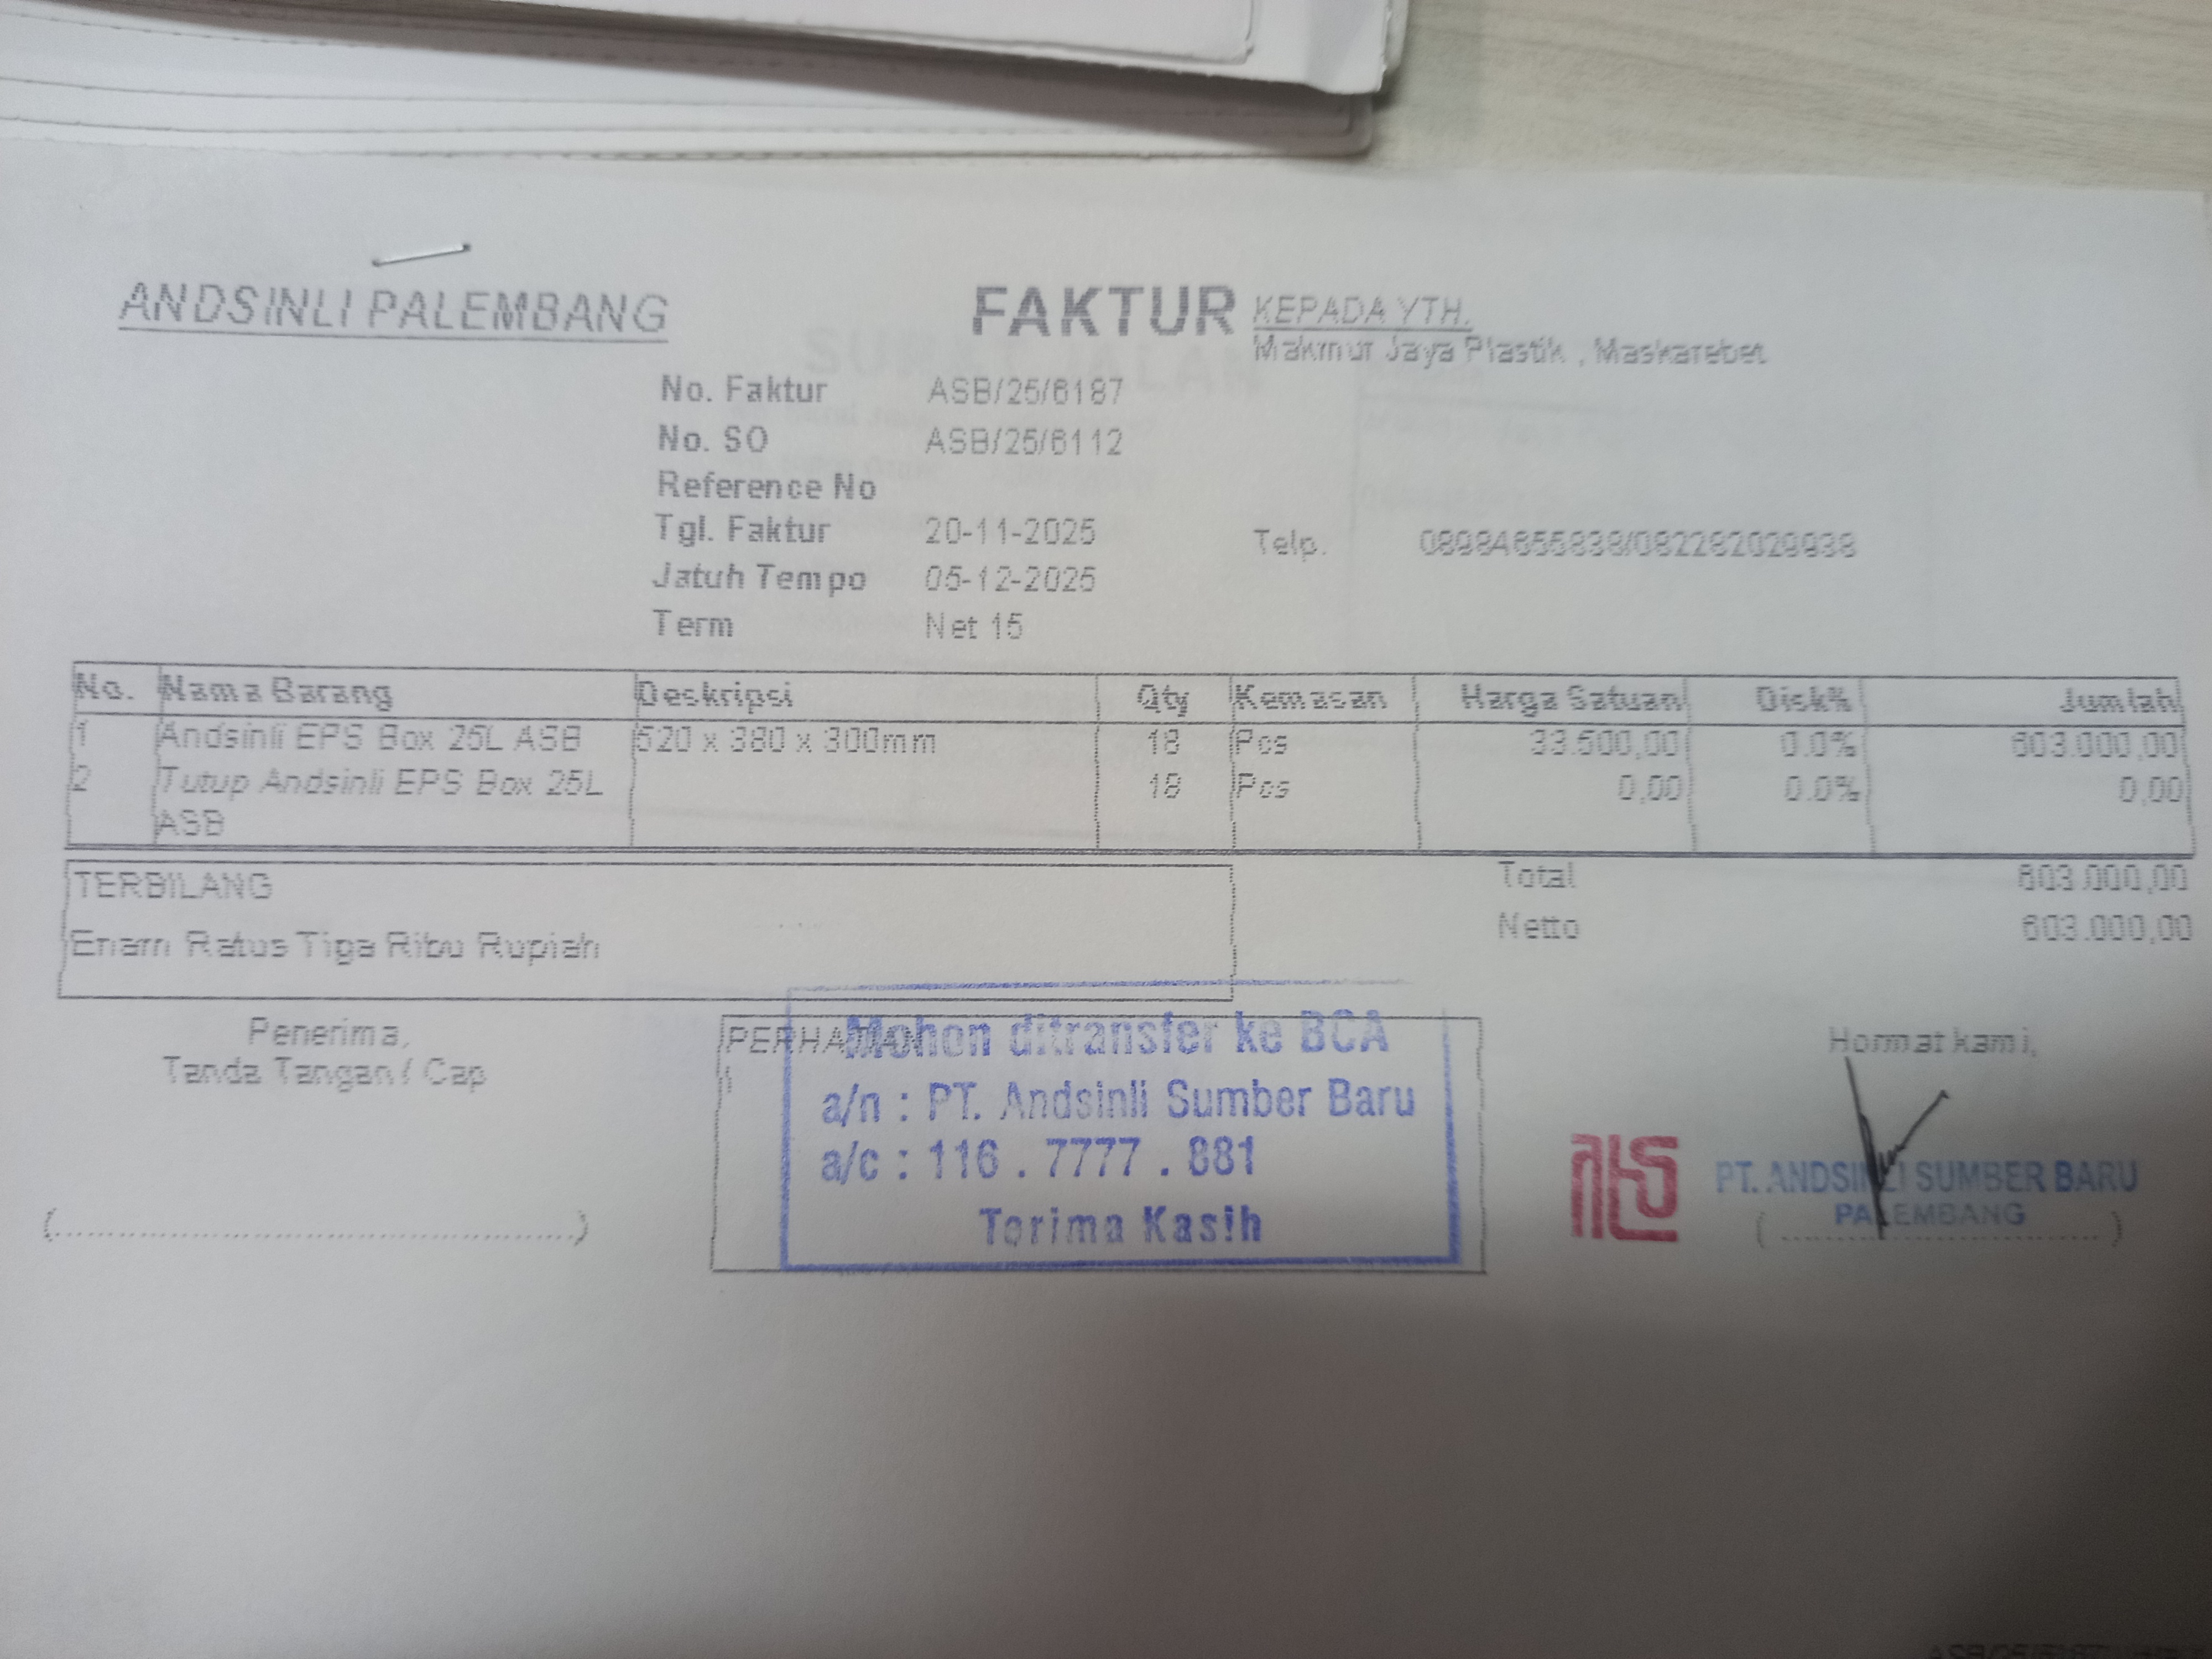 ANDSINLI PALEMBANG
FAKTUR
KEPADA YTH.
Makmur Jaya Plastik , Maskarebet
No. Faktur ASB/25/6187
No. SO ASB/25/6112
Reference No
Tgl. Faktur 20-11-2025
Telp. 08984655838/082282029938
Jatuh Tempo 05-12-2025
Term Net 15
No. Nama Barang Deskripsi Qty Kemasan Harga Satuan Disk% Jumlah
1 Andsinli EPS Box 25L ASB 520 x 380 x 300mm 18 Pcs 33.500,00 0.0% 603.000,00
2 Tutup Andsinli EPS Box 25L 18 Pcs 0,00 0.0% 0,00
ASB
TERBILANG
Enam Ratus Tiga Ribu Rupiah
Total 603.000,00
Netto 603.000,00
Penerima,
Tanda Tangan / Cap
PERHATIAN
Mohon ditransfer ke BCA
a/n : PT. Andsinli Sumber Baru
a/c : 116 . 7777 . 881
Terima Kasih
Hormat kami,
PT. ANDSINLI SUMBER BARU
PALEMBANG